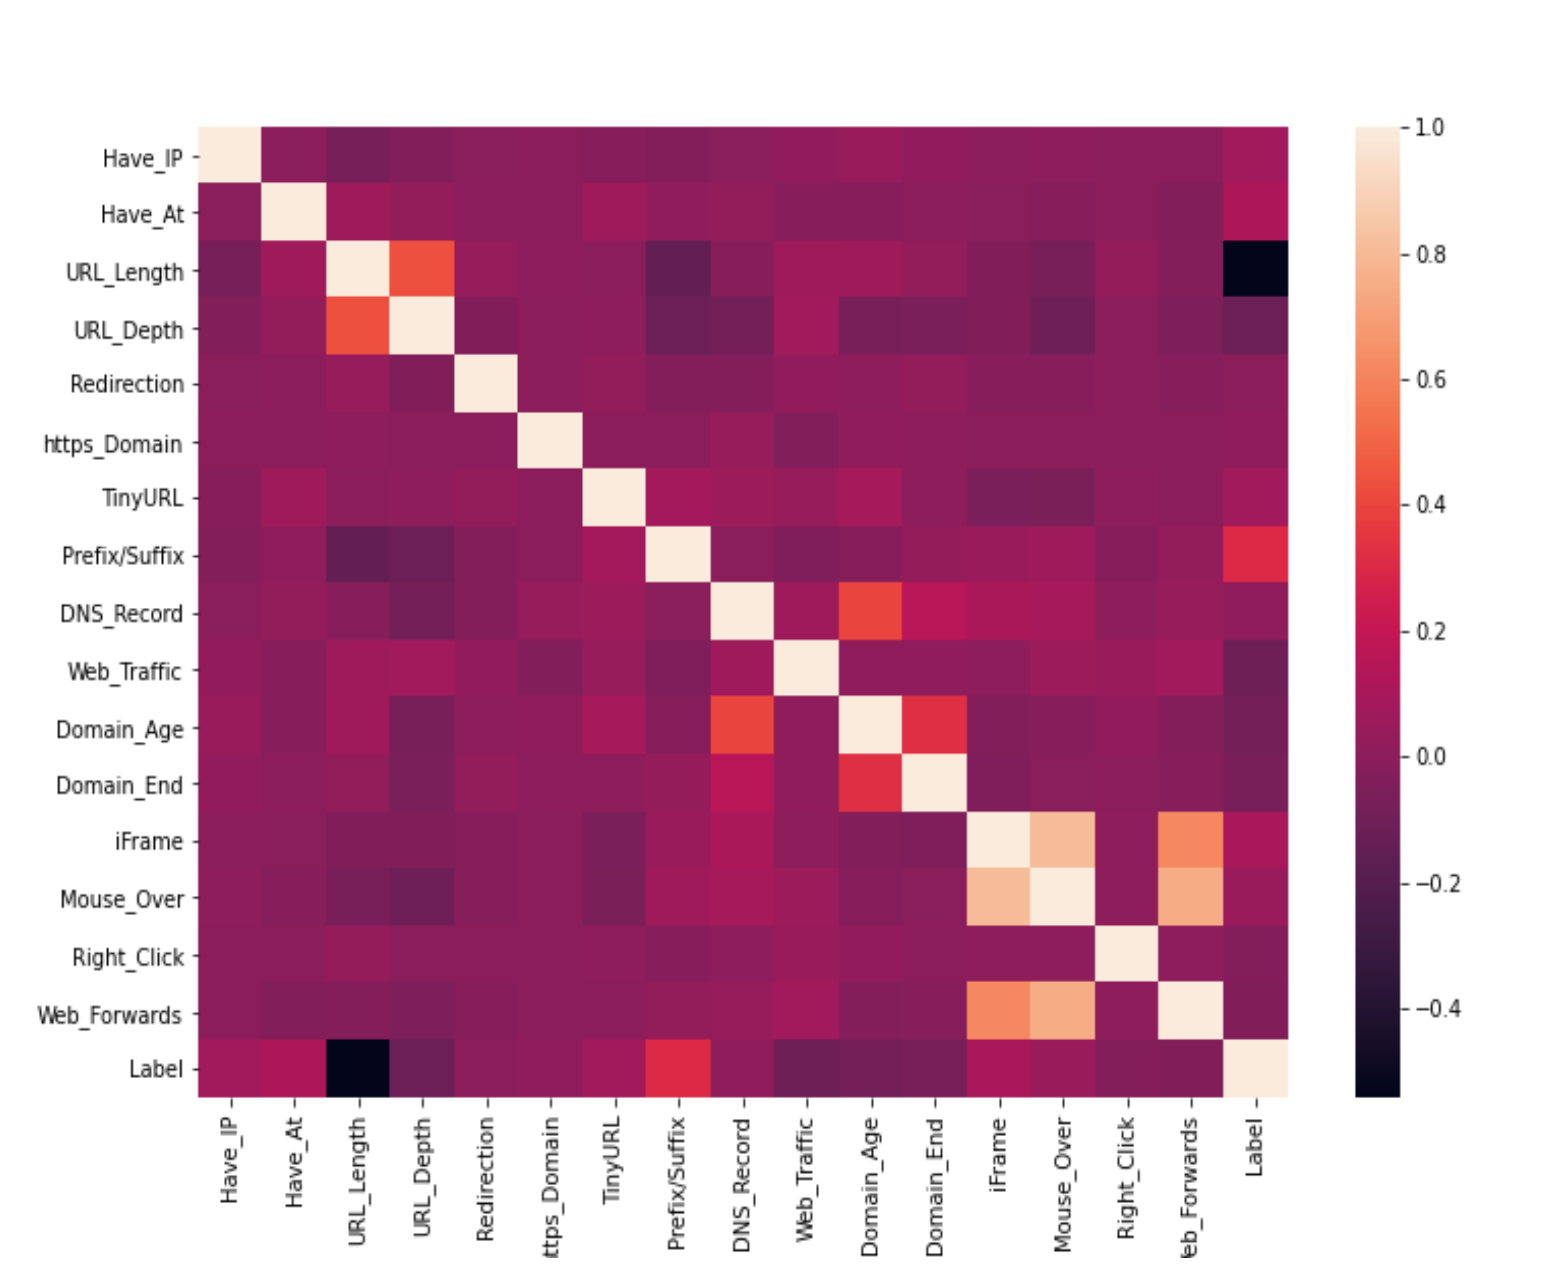 Have_IP
Have_At
URL_Length
URL_Depth
Redirection
https_Domain
TinyURL
Prefix/Suffix
DNS_Record
Web_Traffic
Domain_Age
Domain_End
iFrame
Mouse_Over
Right_Click
Web_Forwards
Label
Have_IP
Have_At
URL_Length
URL_Depth
Redirection
ttps_Domain
TinyURL
Prefix/Suffix
DNS_Record
Web_Traffic
Domain_Age
Domain_End
iFrame
Mouse_Over
Right_Click
eb_Forwards
Label
1.0
0.8
0.6
0.4
0.2
0.0
−0.2
−0.4